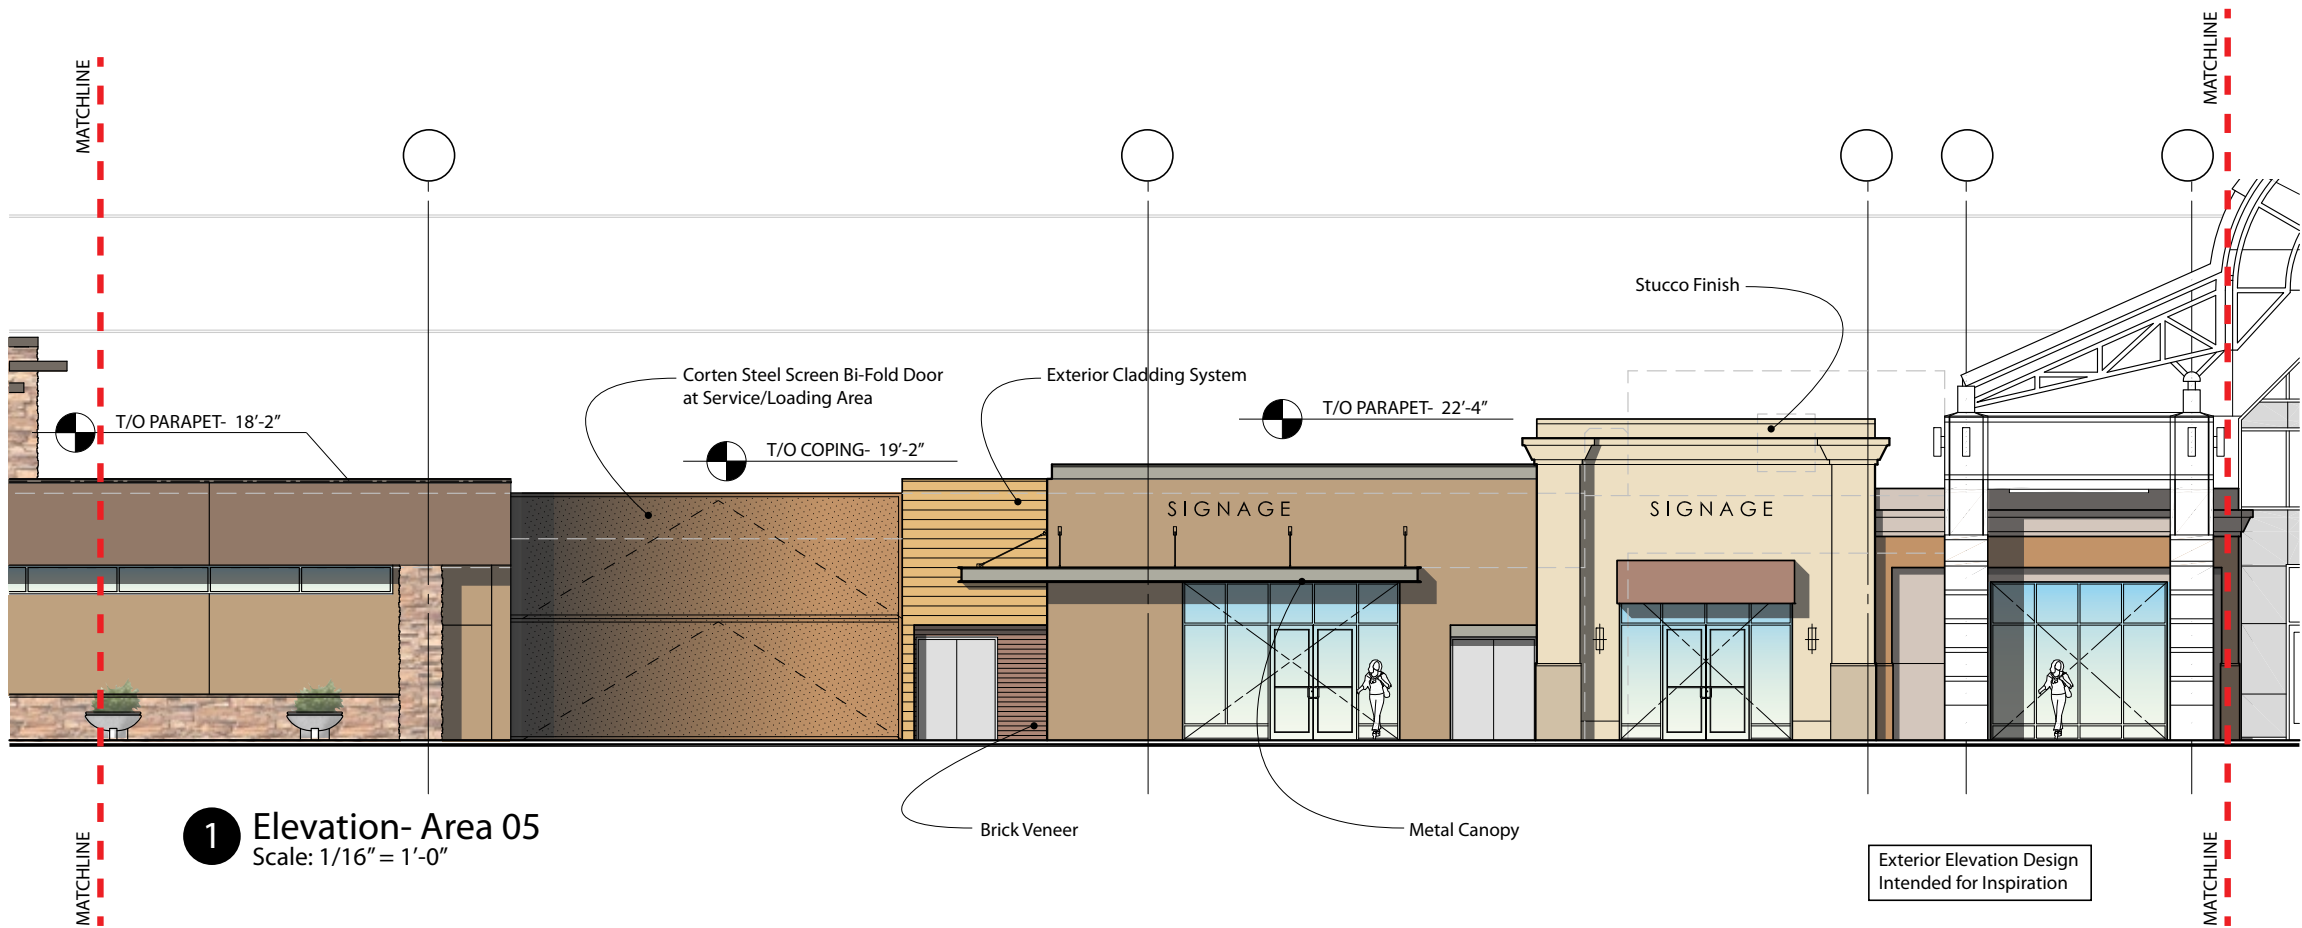 MATCHLINE
MATCHLINE
Stucco Finish
Corten Steel Screen Bi-Fold Door
at Service/Loading Area
Exterior Cladding System
T/O PARAPET- 18'-2"
T/O COPING- 19'-2"
T/O PARAPET- 22'-4"
SIGNAGE
SIGNAGE
1
Elevation- Area 05
Scale: 1/16" = 1'-0"
Brick Veneer
Metal Canopy
Exterior Elevation Design
Intended for Inspiration
MATCHLINE
MATCHLINE